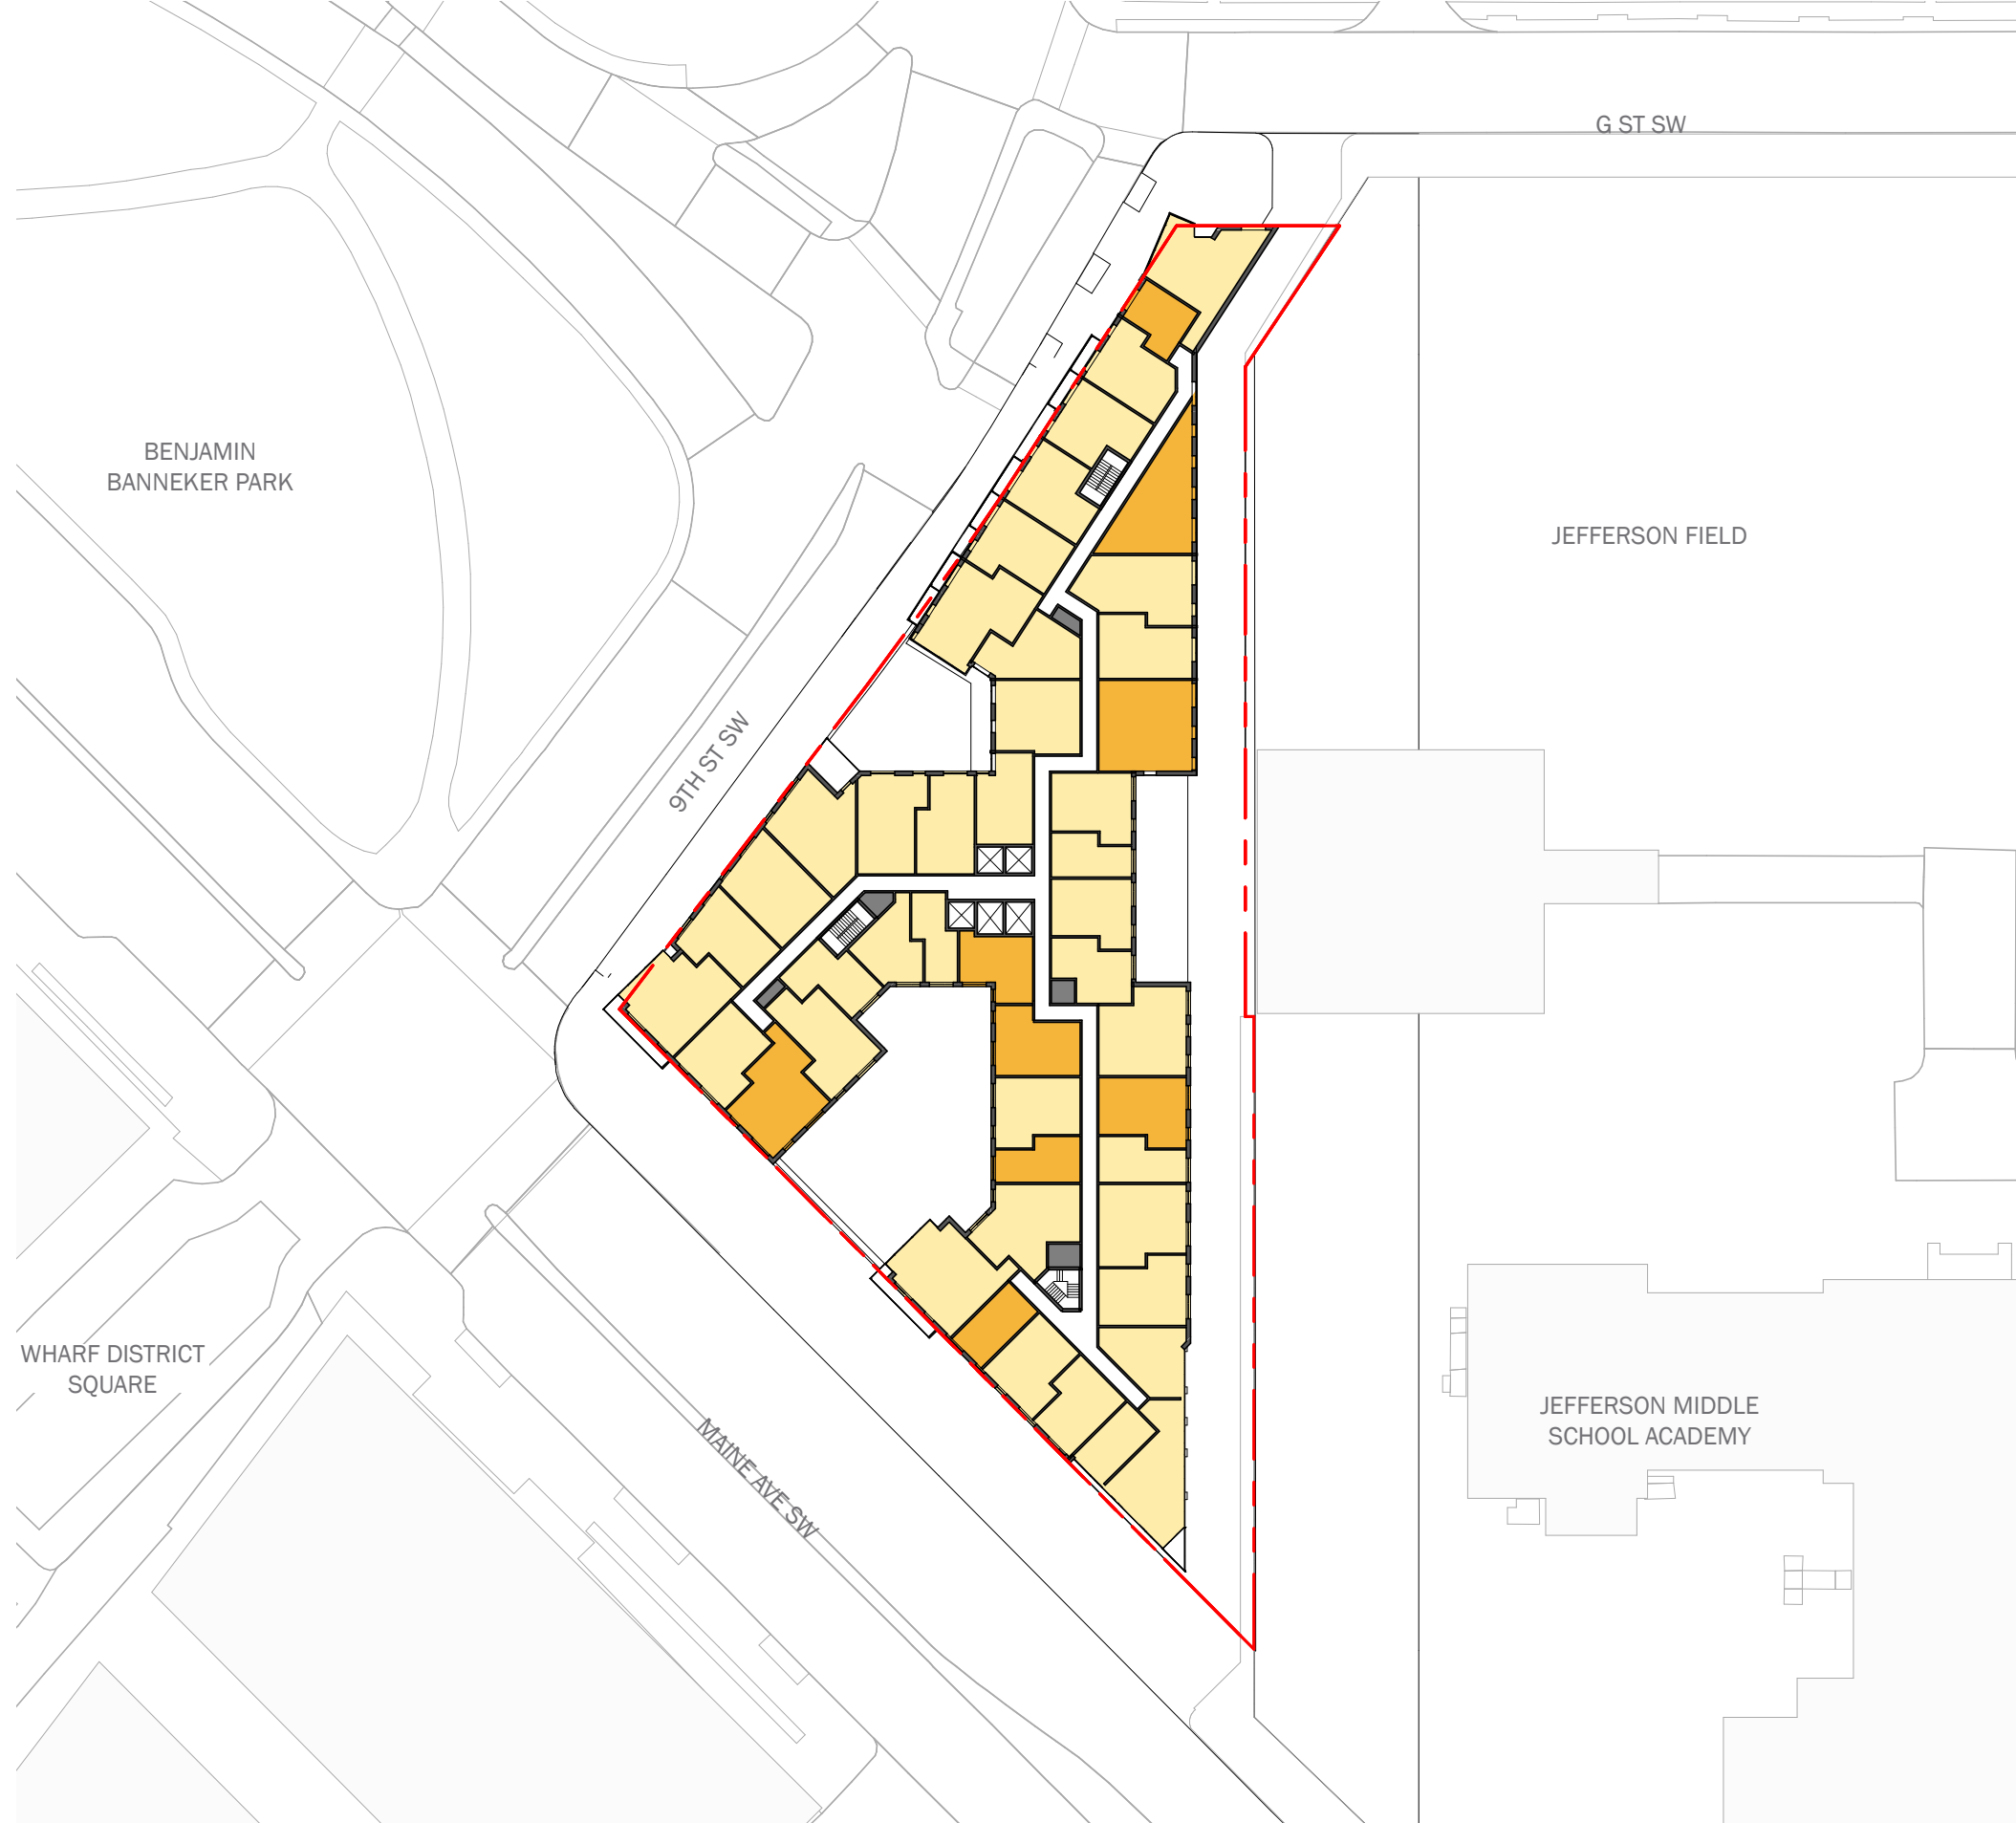 G ST SW
BENJAMIN
BANNEKER PARK
JEFFERSON FIELD
9TH ST SW
WHARF DISTRICT
SQUARE
JEFFERSON MIDDLE
SCHOOL ACADEMY
MAINE AVE SW